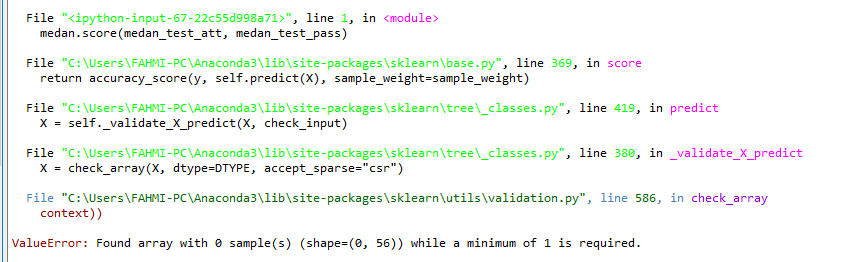 File "<ipython-input-67-22c55d998a71>", line 1, in <module>
medan.score(medan_test_att, medan_test_pass)
File "C:\Users\FAHMI-PC\Anaconda3\lib\site-packages\sklearn\base.py", line 369, in score
return accuracy_score(y, self.predict(X), sample_weight=sample_weight)
File "C:\Users\FAHMI-PC\Anaconda3\lib\site-packages\sklearn\tree\_classes.py", line 419, in predict
X = self._validate_X_predict(X, check_input)
File "C:\Users\FAHMI-PC\Anaconda3\lib\site-packages\sklearn\tree\_classes.py", line 380, in _validate_X_predict
X = check_array(X, dtype=DTYPE, accept_sparse="csr")
File "C:\Users\FAHMI-PC\Anaconda3\lib\site-packages\sklearn\utils\validation.py", line 586, in check_array
context))
ValueError: Found array with 0 sample(s) (shape=(0, 56)) while a minimum of 1 is required.